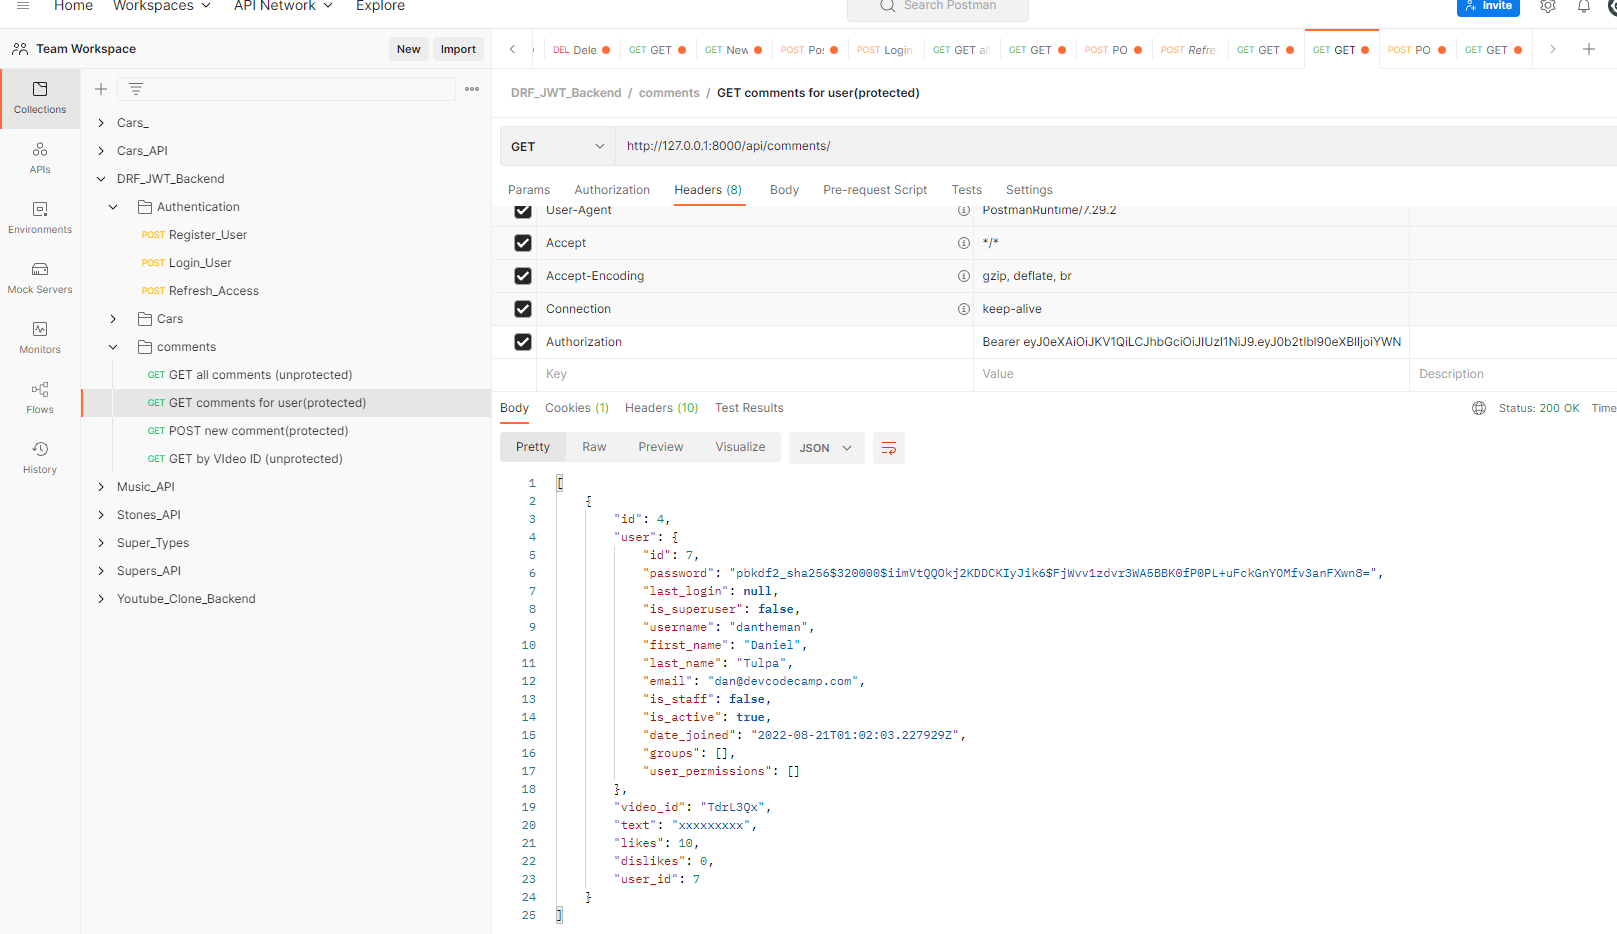 Home Workspaces API Network Explore
Search Postman
Invite
Team Workspace
New Import
DEL Dele
GET GET
GET New
POST Po
POST Login
GET GET al
GET GET
POST PO
POST Refre
GET GET
GET GET
POST PO
GET GET
Collections
APIs
Environments
Mock Servers
Monitors
Flows
History
Cars_
Cars_API
DRF_JWT_Backend
Authentication
POST Register_User
POST Login_User
POST Refresh_Access
Cars
comments
GET GET all comments (unprotected)
GET GET comments for user(protected)
GET POST new comment(protected)
GET GET by VIdeo ID (unprotected)
Music_API
Stones_API
Super_Types
Supers_API
Youtube_Clone_Backend
DRF_JWT_Backend / comments / GET comments for user(protected)
GET http://127.0.0.1:8000/api/comments/
Params Authorization Headers (8) Body Pre-request Script Tests Settings
User-Agent PostmanRuntime/7.29.2
Accept */*
Accept-Encoding gzip, deflate, br
Connection keep-alive
Authorization Bearer eyJ0eXAiOiJKV1QiLCJhbGciOiJIUzI1NiJ9.eyJ0b2tlbl90eXBlIjoiYWN
Key Value Description
Body Cookies (1) Headers (10) Test Results Status: 200 OK Time
Pretty Raw Preview Visualize JSON
1 [
2 {
3 "id": 4,
4 "user": {
5 "id": 7,
6 "password": "pbkdf2_sha256$320000$iimVtQQOkj2KDDCKIyJik6$FjWvv1zdvr3WA5BBK0fP0PL+uFckGnYOMfv3anFXwn8=",
7 "last_login": null,
8 "is_superuser": false,
9 "username": "dantheman",
10 "first_name": "Daniel",
11 "last_name": "Tulpa",
12 "email": "dan@devcodecamp.com",
13 "is_staff": false,
14 "is_active": true,
15 "date_joined": "2022-08-21T01:02:03.227929Z",
16 "groups": [],
17 "user_permissions": []
18 },
19 "video_id": "TdrL3Qx",
20 "text": "xxxxxxxxx",
21 "likes": 10,
22 "dislikes": 0,
23 "user_id": 7
24 }
25 ]